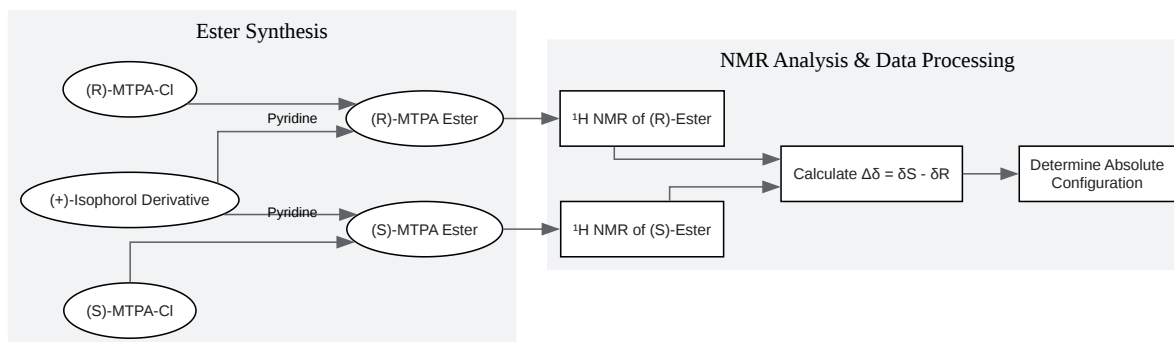 Ester Synthesis
(R)-MTPA-Cl
Pyridine
(R)-MTPA Ester
(+)-Isophorol Derivative
Pyridine
(S)-MTPA Ester
(S)-MTPA-Cl
NMR Analysis & Data Processing
¹H NMR of (R)-Ester
¹H NMR of (S)-Ester
Calculate Δδ = δS - δR
Determine Absolute
Configuration